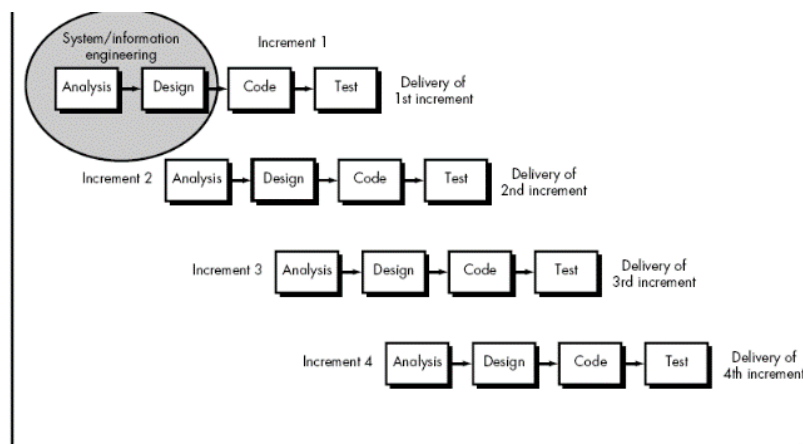 System/information
engineering
Increment 1
Analysis
Design
Code
Test
Delivery of
1st increment
Increment 2
Analysis
Design
Code
Test
Delivery of
2nd increment
Increment 3
Analysis
Design
Code
Test
Delivery of
3rd increment
Increment 4
Analysis
Design
Code
Test
Delivery of
4th increment